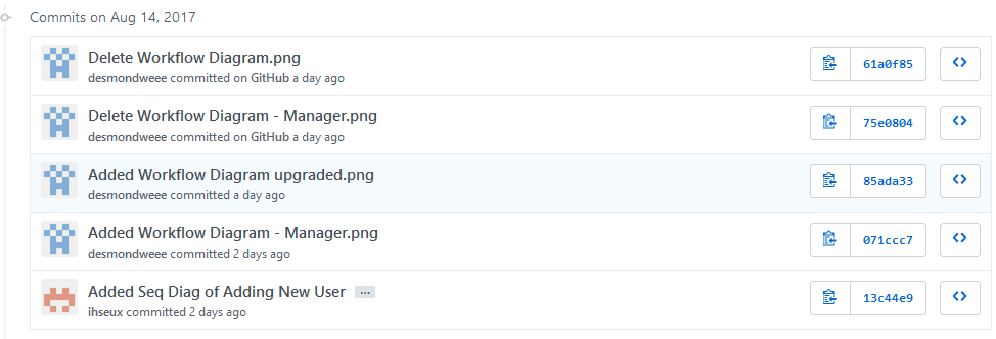 Commits on Aug 14, 2017
Delete Workflow Diagram.png
desmondweee committed on GitHub a day ago
61a0f85
Delete Workflow Diagram - Manager.png
desmondweee committed on GitHub a day ago
75e0804
Added Workflow Diagram upgraded.png
desmondweee committed a day ago
85ada33
Added Workflow Diagram - Manager.png
desmondweee committed 2 days ago
071ccc7
Added Seq Diag of Adding New User ...
ihseux committed 2 days ago
13c44e9